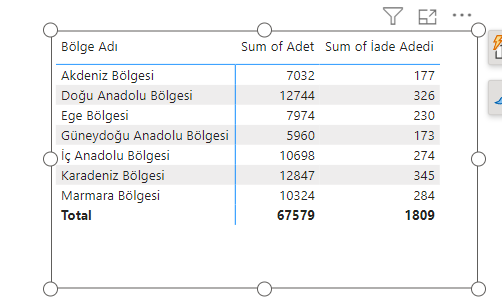 Bölge Adı Sum of Adet Sum of İade Adedi
Akdeniz Bölgesi 7032 177
Doğu Anadolu Bölgesi 12744 326
Ege Bölgesi 7974 230
Güneydoğu Anadolu Bölgesi 5960 173
İç Anadolu Bölgesi 10698 274
Karadeniz Bölgesi 12847 345
Marmara Bölgesi 10324 284
Total 67579 1809